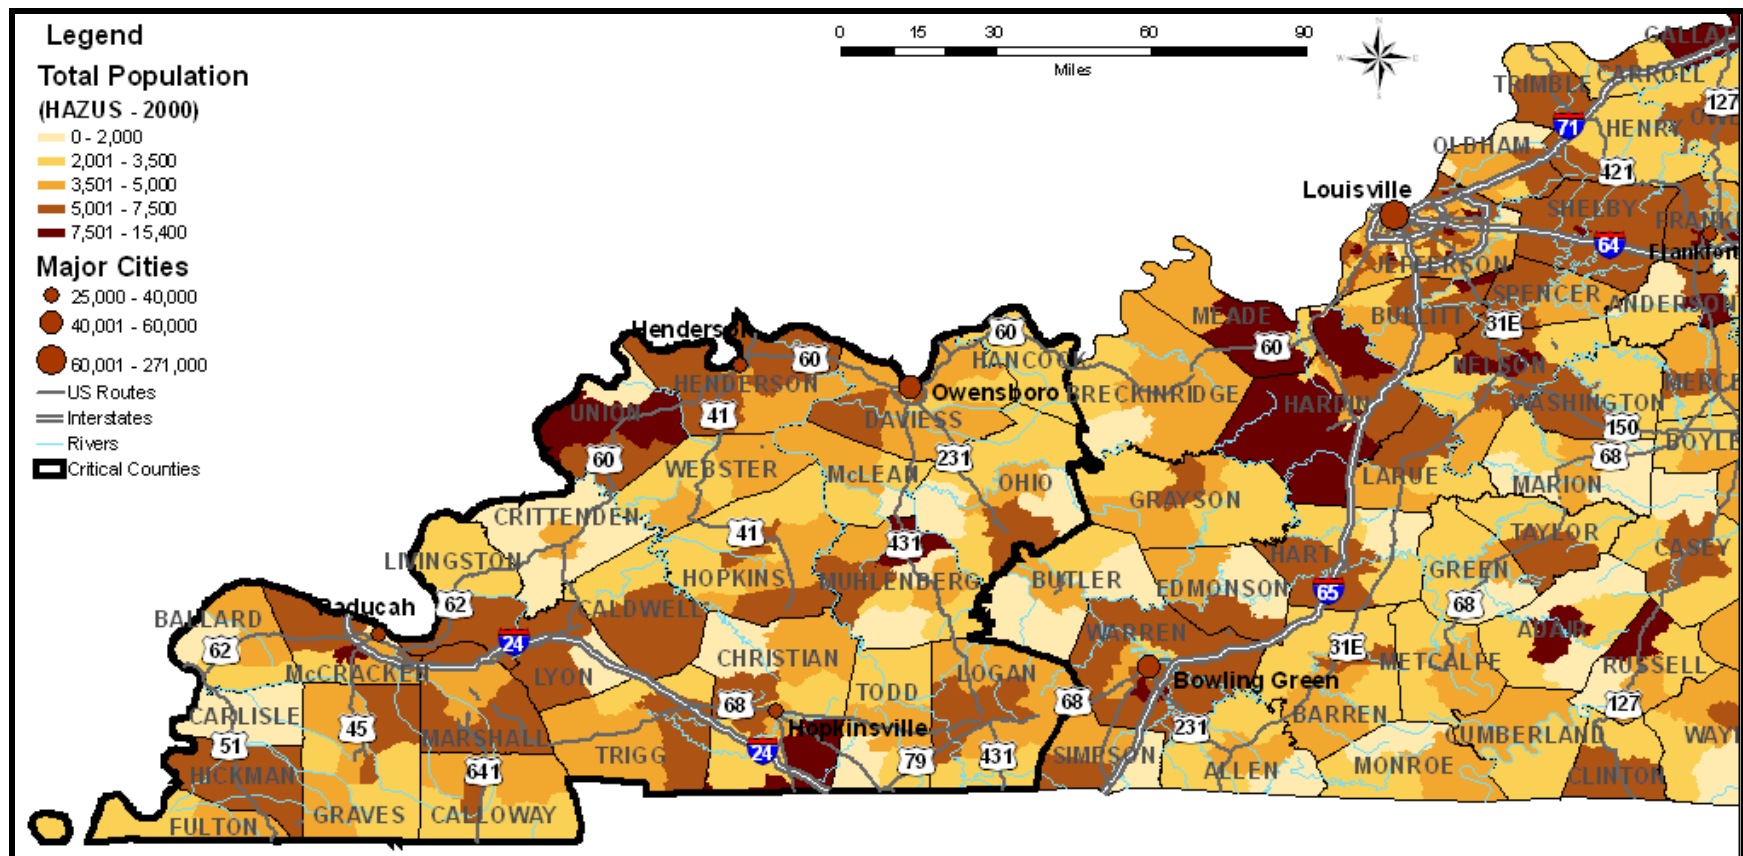 Legend
Total Population
(HAZUS - 2000)
0 - 2,000
2,001 - 3,500
3,501 - 5,000
5,001 - 7,500
7,501 - 15,400
Major Cities
25,000 - 40,000
40,001 - 60,000
60,001 - 271,000
US Routes
Interstates
Rivers
Critical Counties
0 15 30 60 90
Miles
N
W E
S
TRIMBLE CARROLL
127
71 HENRY
OLDHAM
421
Louisville
SHELBY
64
Frankfort
JEFFERSON
SPENCER ANDERSON
MEADE BULLITT
31E
60
Henderson
60
60
HANCOCK
HENDERSON
NELSON
UNION
41
Owensboro BRECKINRIDGE HARDIN WASHINGTON
DAVIESS
150
BOYLE
60
WEBSTER
McLEAN
231
68
OHIO
GRAYSON
LARUE
MARION
CRITTENDEN
41
431
TAYLOR
CASEY
LIVINGSTON
HART
HOPKINS
MUHLENBERG
BUTLER
EDMONSON
GREEN
65
62
CALDWELL
68
BALLARD
Paducah
24
WARREN
ADAIR
62
31E
McCRACKEN
LYON
CHRISTIAN
LOGAN
METCALFE
RUSSELL
TODD
Bowling Green
CARLISLE
45
68
68
127
51
MARSHALL
Hopkinsville
231
BARREN
CUMBERLAND
24
TRIGG
79
431
SIMPSON
HICKMAN
641
ALLEN
MONROE
CLINTON
FULTON
GRAVES
CALLOWAY